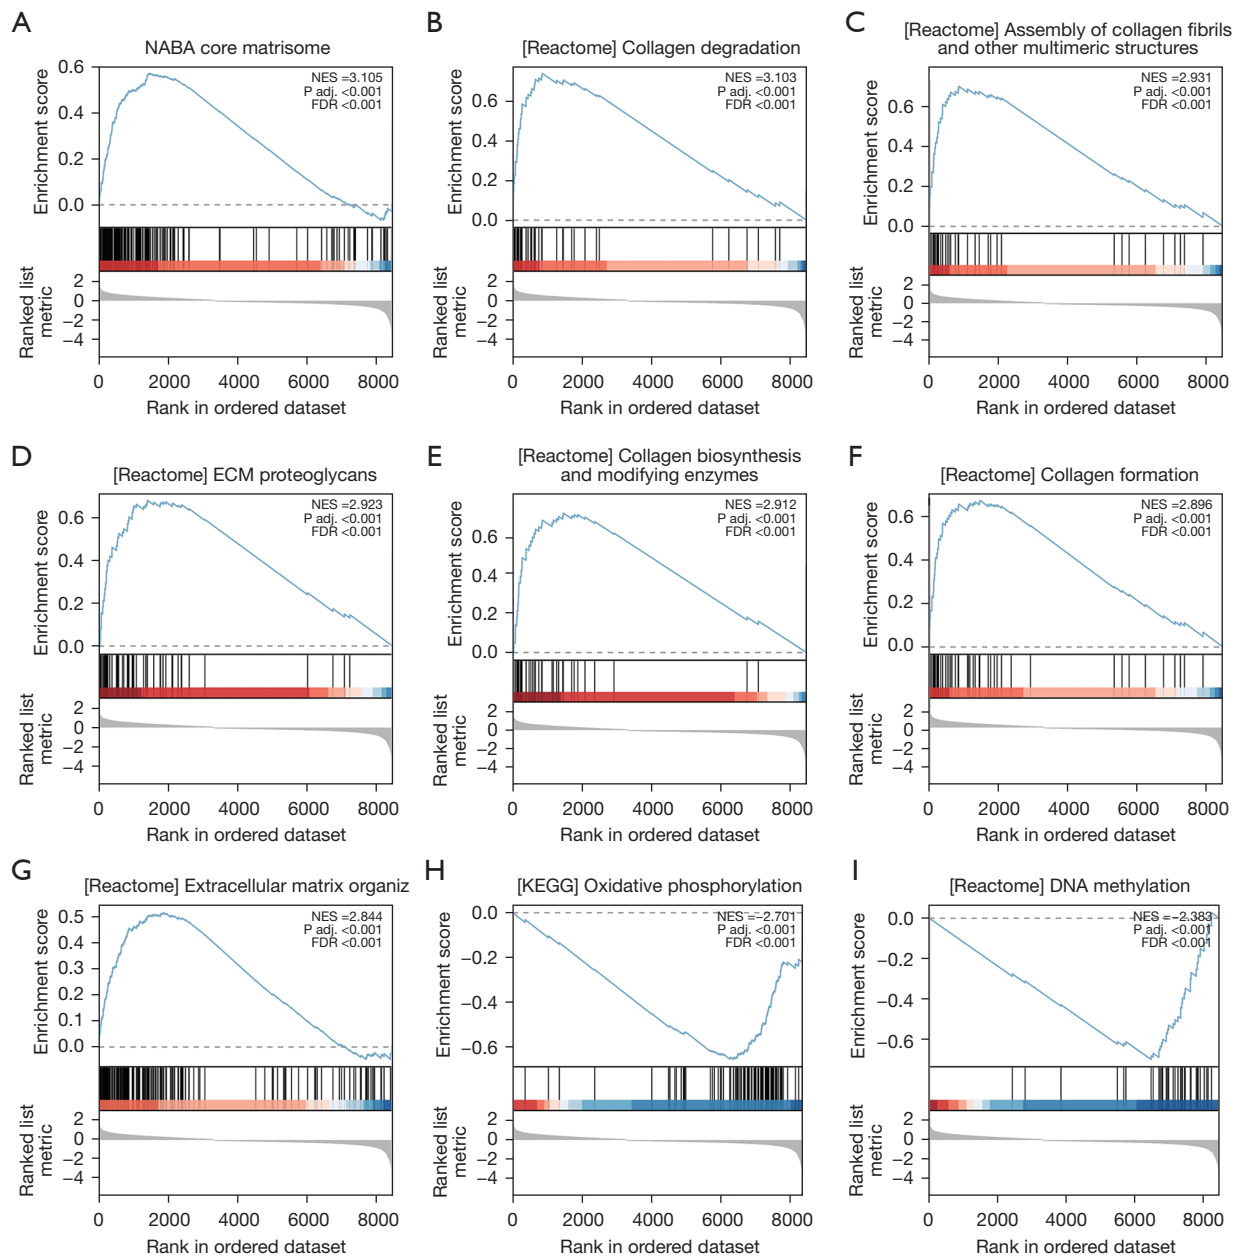 A
NABA core matrisome
NES =3.105
P adj. <0.001
FDR <0.001
Enrichment score
0.6
0.4
0.2
0.0
Ranked list
metric
2
0
−2
−4
0 2000 4000 6000 8000
Rank in ordered dataset
B
[Reactome] Collagen degradation
NES =3.103
P adj. <0.001
FDR <0.001
Enrichment score
0.6
0.4
0.2
0.0
Ranked list
metric
2
0
−2
−4
0 2000 4000 6000 8000
Rank in ordered dataset
C
[Reactome] Assembly of collagen fibrils
and other multimeric structures
NES =2.931
P adj. <0.001
FDR <0.001
Enrichment score
0.6
0.4
0.2
0.0
Ranked list
metric
2
0
−2
−4
0 2000 4000 6000 8000
Rank in ordered dataset
D
[Reactome] ECM proteoglycans
NES =2.923
P adj. <0.001
FDR <0.001
Enrichment score
0.6
0.4
0.2
0.0
Ranked list
metric
2
0
−2
−4
0 2000 4000 6000 8000
Rank in ordered dataset
E
[Reactome] Collagen biosynthesis
and modifying enzymes
NES =2.912
P adj. <0.001
FDR <0.001
Enrichment score
0.6
0.4
0.2
0.0
Ranked list
metric
2
0
−2
−4
0 2000 4000 6000 8000
Rank in ordered dataset
F
[Reactome] Collagen formation
NES =2.896
P adj. <0.001
FDR <0.001
Enrichment score
0.6
0.4
0.2
0.0
Ranked list
metric
2
0
−2
−4
0 2000 4000 6000 8000
Rank in ordered dataset
G
[Reactome] Extracellular matrix organiz
NES =2.844
P adj. <0.001
FDR <0.001
Enrichment score
0.5
0.4
0.3
0.2
0.1
0.0
Ranked list
metric
2
0
−2
−4
0 2000 4000 6000 8000
Rank in ordered dataset
H
[KEGG] Oxidative phosphorylation
NES =−2.701
P adj. <0.001
FDR <0.001
Enrichment score
0.0
−0.2
−0.4
−0.6
Ranked list
metric
2
0
−2
−4
0 2000 4000 6000 8000
Rank in ordered dataset
I
[Reactome] DNA methylation
NES =−2.383
P adj. <0.001
FDR <0.001
Enrichment score
0.0
−0.2
−0.4
−0.6
Ranked list
metric
2
0
−2
−4
0 2000 4000 6000 8000
Rank in ordered dataset